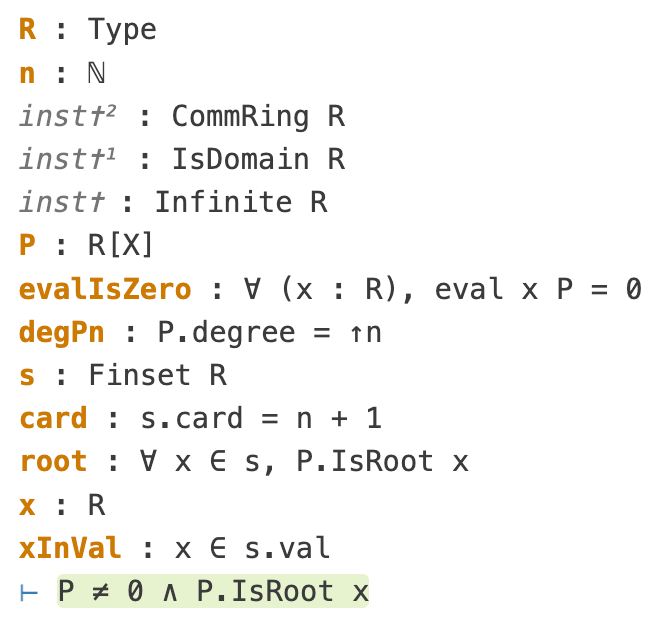 R : Type
n : ℕ
inst✝² : CommRing R
inst✝¹ : IsDomain R
inst✝ : Infinite R
P : R[X]
evalIsZero : ∀ (x : R), eval x P = 0
degPn : P.degree = ↑n
s : Finset R
card : s.card = n + 1
root : ∀ x ∈ s, P.IsRoot x
x : R
xInVal : x ∈ s.val
⊢ P ≠ 0 ∧ P.IsRoot x